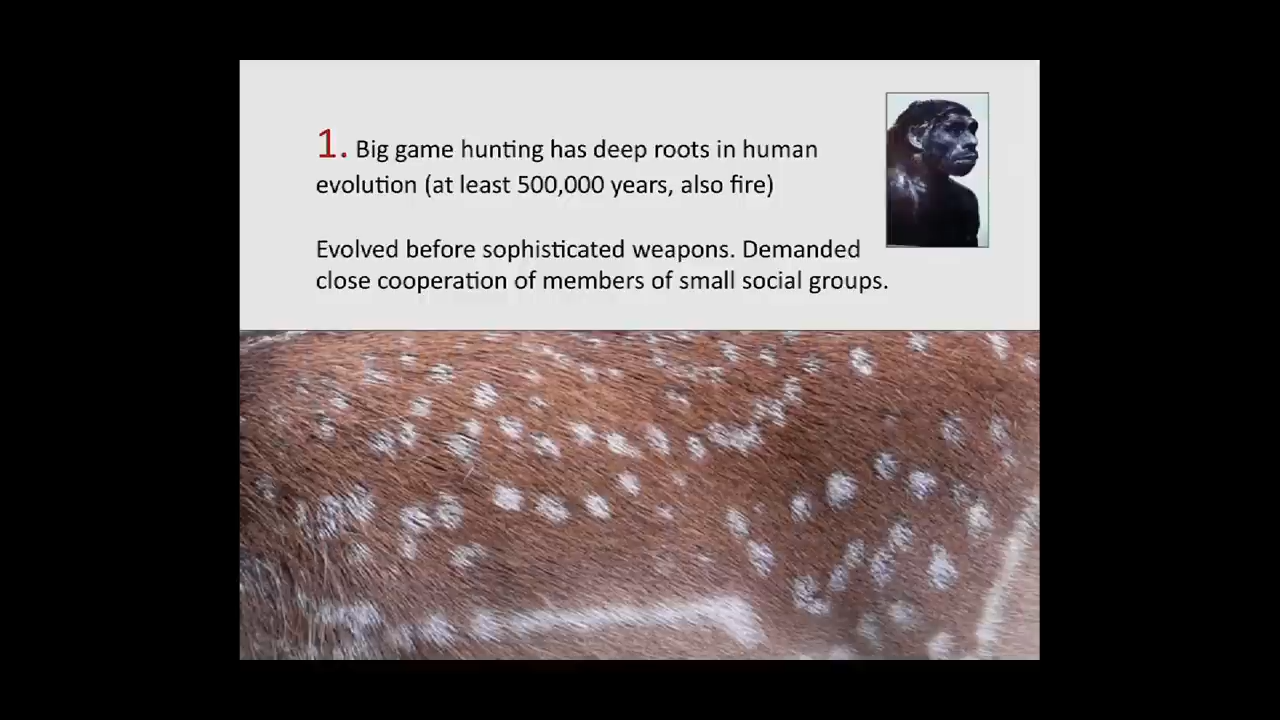 1. Big game hunting has deep roots in human
evolution (at least 500,000 years, also fire)
Evolved before sophisticated weapons. Demanded
close cooperation of members of small social groups.